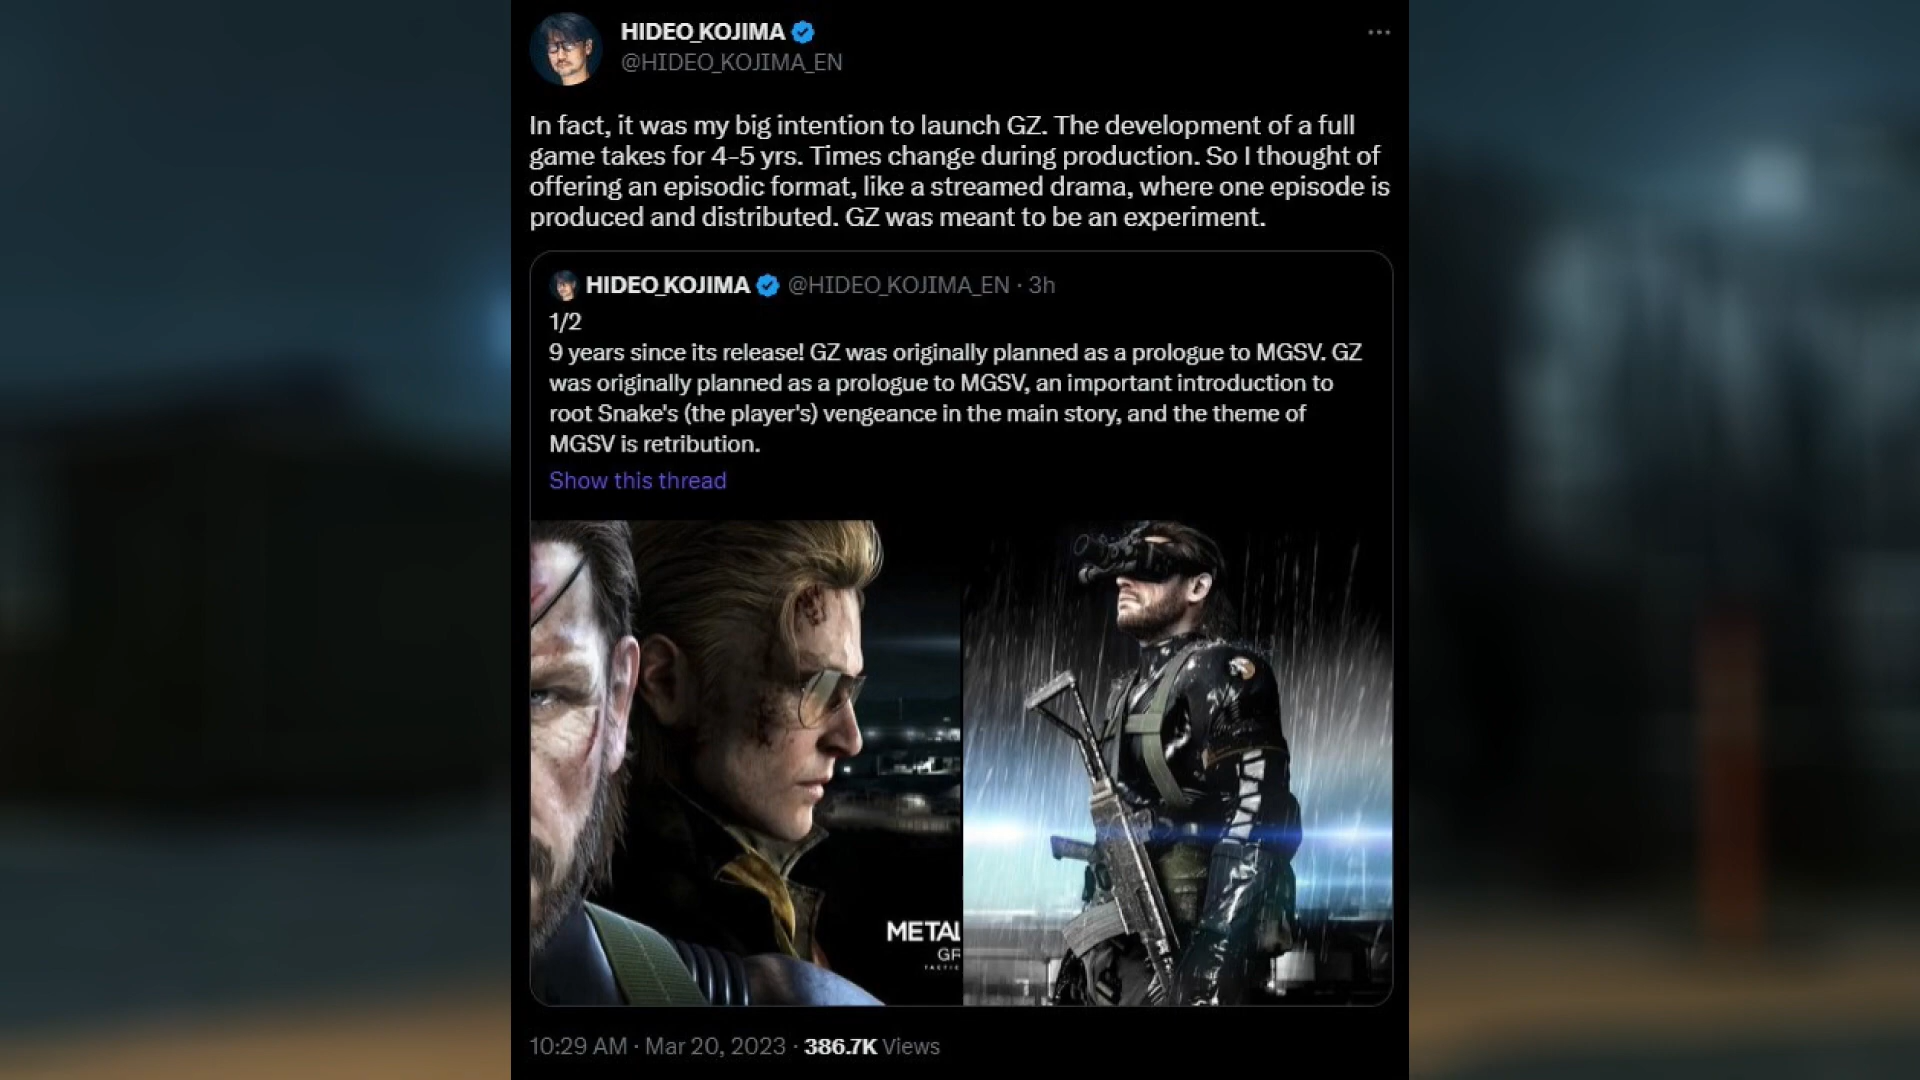 HIDEO_KOJIMA
@HIDEO_KOJIMA_EN
In fact, it was my big intention to launch GZ. The development of a full
game takes for 4-5 yrs. Times change during production. So I thought of
offering an episodic format, like a streamed drama, where one episode is
produced and distributed. GZ was meant to be an experiment.
HIDEO_KOJIMA @HIDEO_KOJIMA_EN · 3h
1/2
9 years since its release! GZ was originally planned as a prologue to MGSV. GZ
was originally planned as a prologue to MGSV, an important introduction to
root Snake's (the player's) vengeance in the main story, and the theme of
MGSV is retribution.
Show this thread
METAL
GR
TACTIC
10:29 AM · Mar 20, 2023 · 386.7K Views